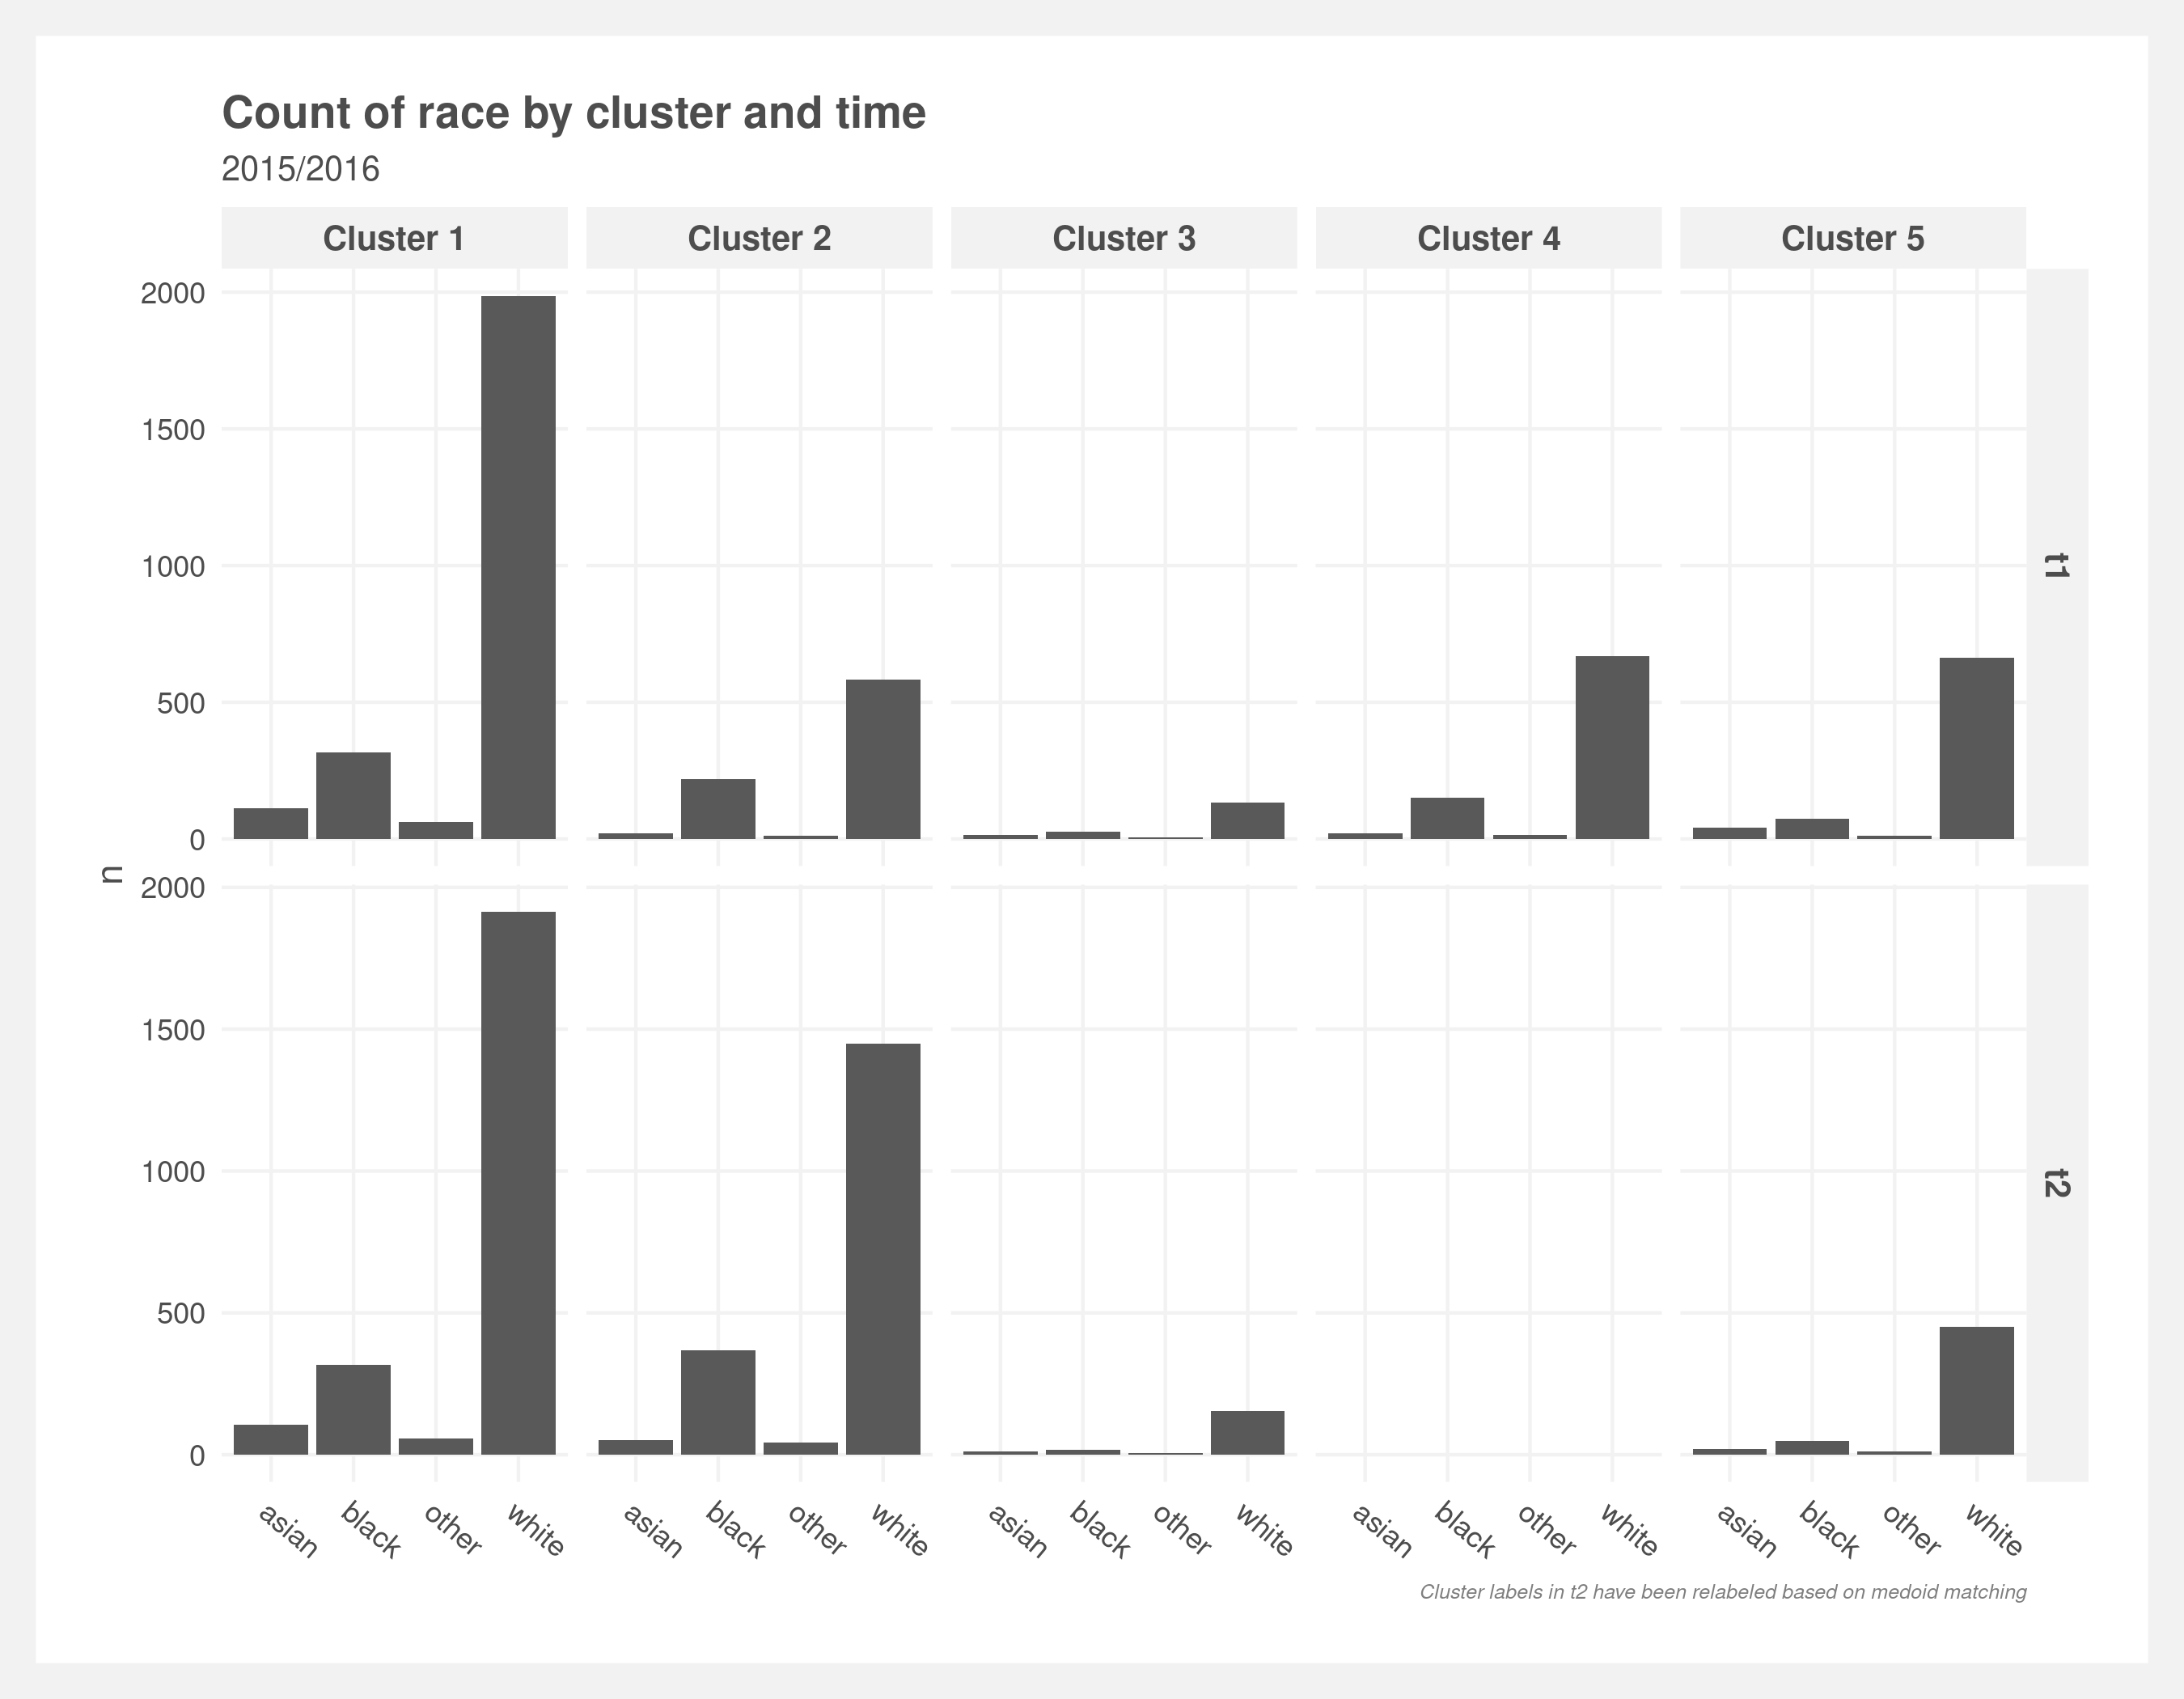 Count of race by cluster and time
2015/2016
Cluster 1 Cluster 2 Cluster 3 Cluster 4 Cluster 5
2000
1500
1000
500
0
t1
n
2000
1500
1000
500
0
t2
asian black other white asian black other white asian black other white asian black other white asian black other white
Cluster labels in t2 have been relabeled based on medoid matching